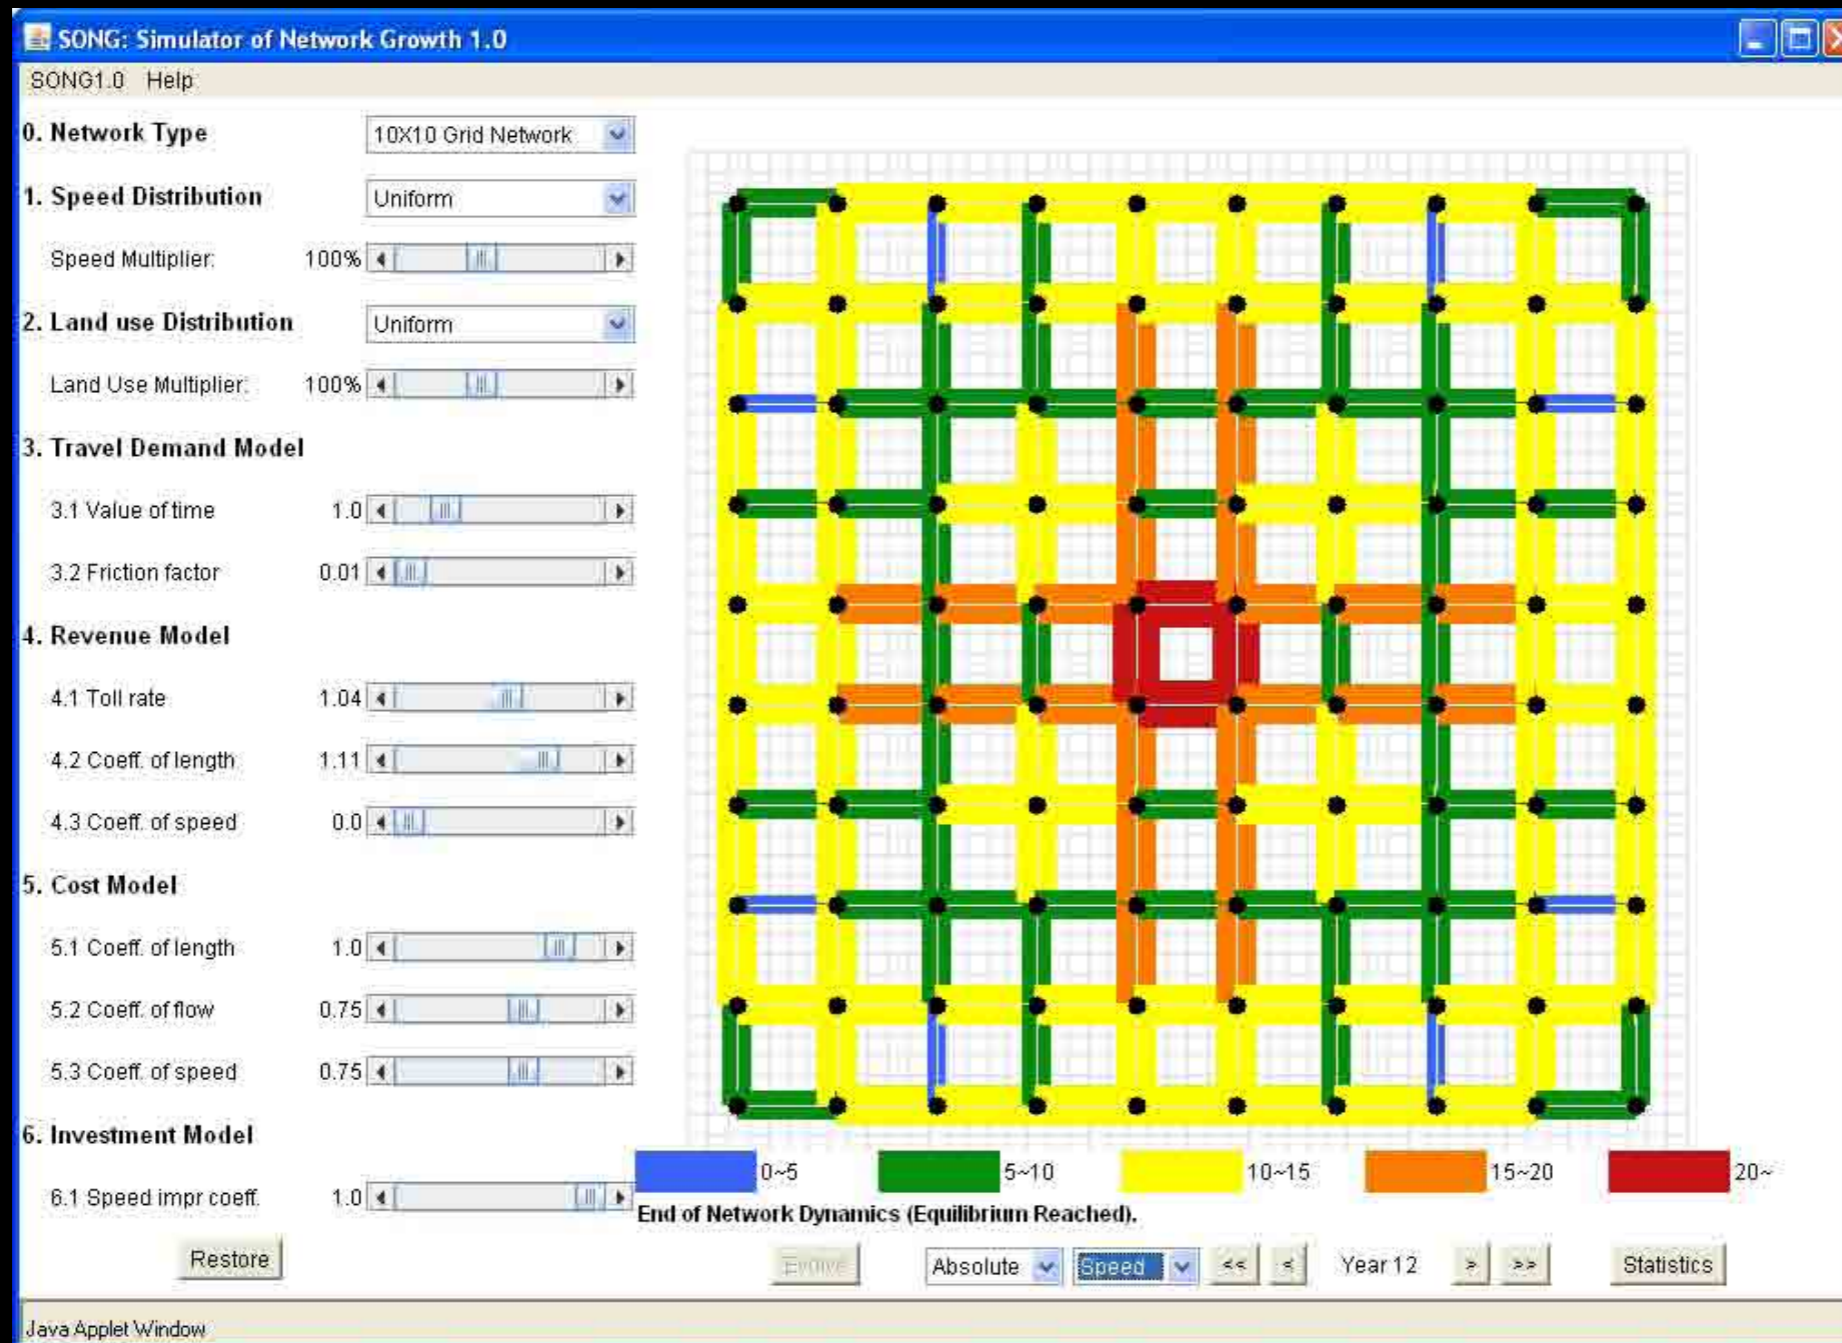 SONG: Simulator of Network Growth 1.0
SONG1.0 Help
0. Network Type 10X10 Grid Network
1. Speed Distribution Uniform
Speed Multiplier: 100%
2. Land use Distribution Uniform
Land Use Multiplier: 100%
3. Travel Demand Model
3.1 Value of time 1.0
3.2 Friction factor 0.01
4. Revenue Model
4.1 Toll rate 1.04
4.2 Coeff. of length 1.11
4.3 Coeff. of speed 0.0
5. Cost Model
5.1 Coeff. of length 1.0
5.2 Coeff. of flow 0.75
5.3 Coeff. of speed 0.75
6. Investment Model
6.1 Speed impr coeff. 1.0
0~5 5~10 10~15 15~20 20~
End of Network Dynamics (Equilibrium Reached).
Restore Evolve Absolute Speed << < Year 12 > >> Statistics
Java Applet Window